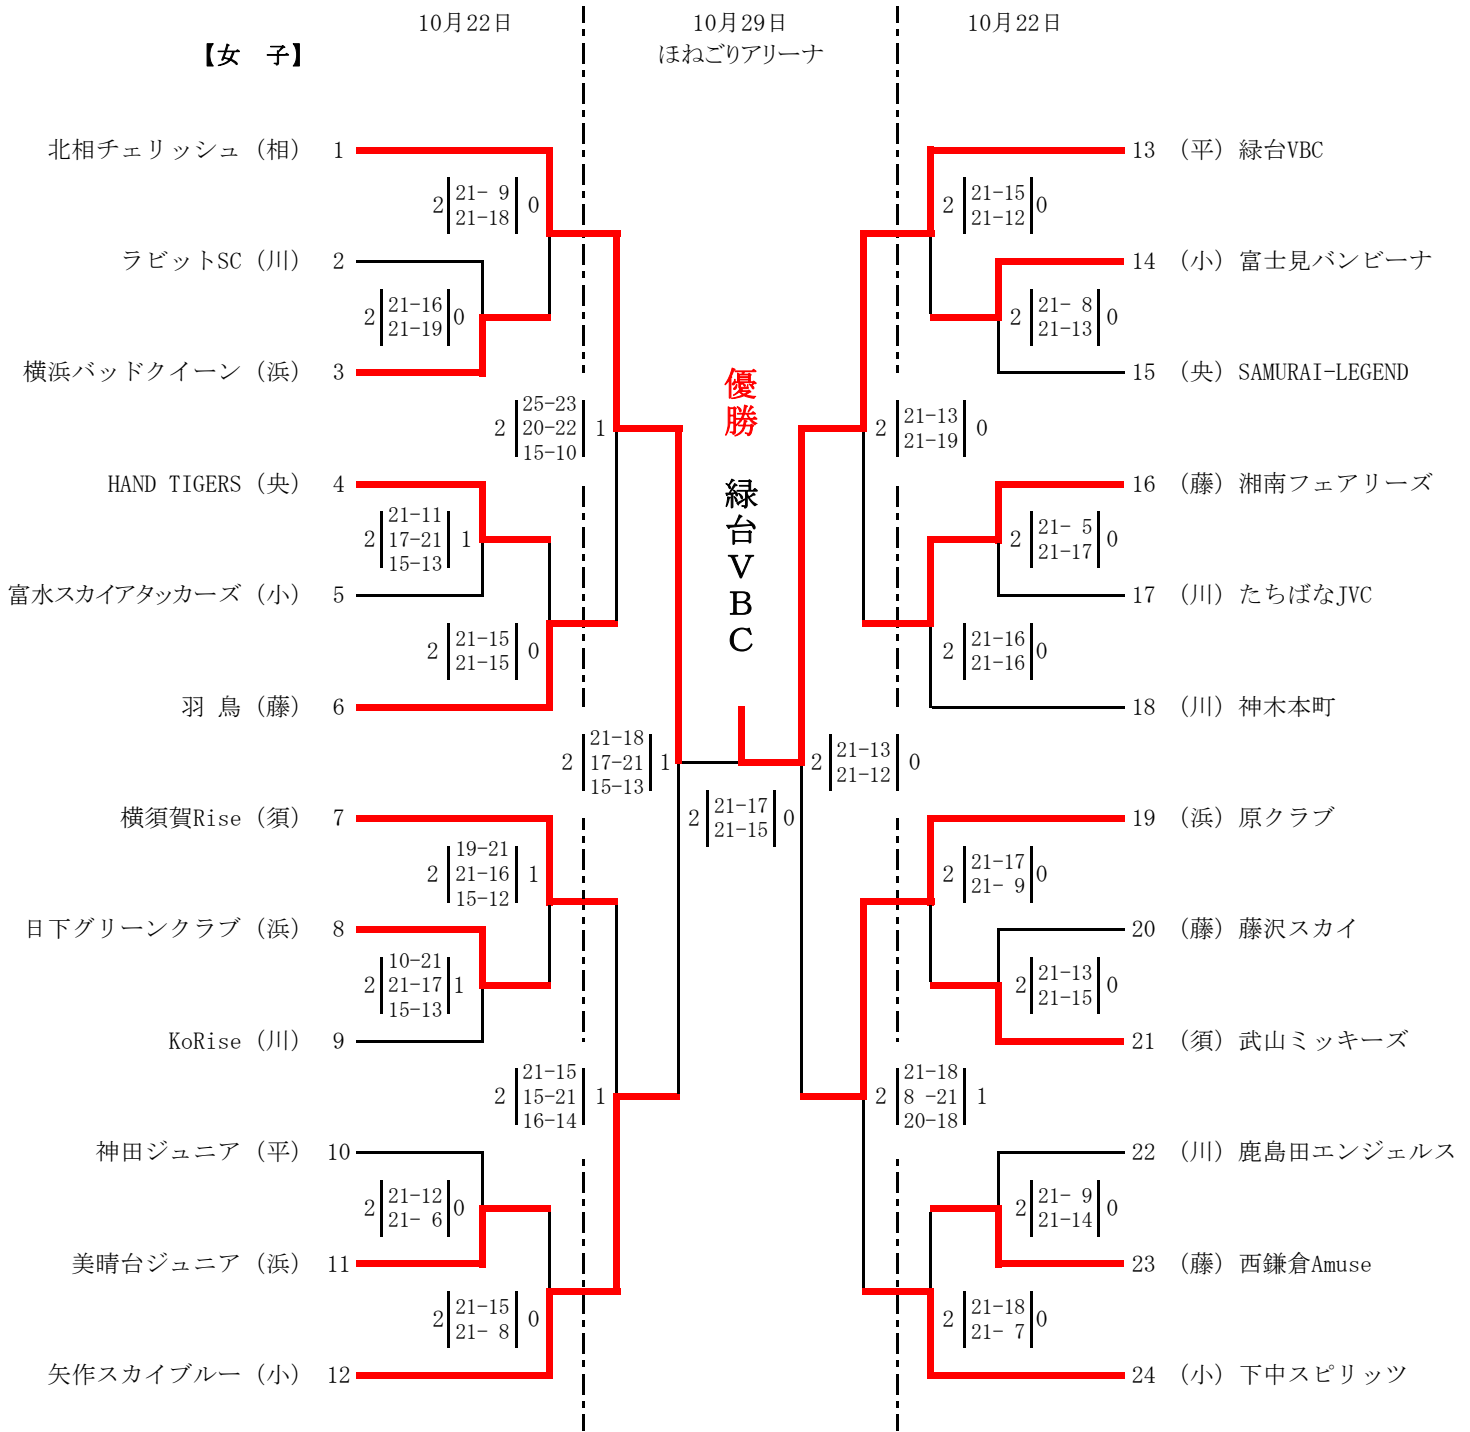 10月22日
10月29日
10月22日
【女　子】
ほねごりアリーナ
北相チェリッシュ（相） 1
13 （平）緑台VBC
2 21- 9 0
21-18
2 21-15 0
21-12
ラビットSC（川） 2
14 （小）富士見バンビーナ
2 21-16 0
21-19
2 21- 8 0
21-13
横浜バッドクイーン（浜） 3
15 （央）SAMURAI-LEGEND
優勝
25-23
2 20-22 1
15-10
2 21-13 0
21-19
HAND TIGERS（央） 4
16 （藤）湘南フェアリーズ
緑台VBC
21-11
2 17-21 1
15-13
2 21- 5 0
21-17
富水スカイアタッカーズ（小） 5
17 （川）たちばなJVC
2 21-15 0
21-15
2 21-16 0
21-16
羽 鳥（藤） 6
18 （川）神木本町
21-18
2 17-21 1
15-13
2 21-13 0
21-12
2 21-17 0
21-15
横須賀Rise（須） 7
19 （浜）原クラブ
19-21
2 21-16 1
15-12
2 21-17 0
21- 9
日下グリーンクラブ（浜） 8
20 （藤）藤沢スカイ
10-21
2 21-17 1
15-13
2 21-13 0
21-15
KoRise（川） 9
21 （須）武山ミッキーズ
21-15
2 15-21 1
16-14
21-18
2 8 -21 1
20-18
神田ジュニア（平） 10
22 （川）鹿島田エンジェルス
2 21-12 0
21- 6
2 21- 9 0
21-14
美晴台ジュニア（浜） 11
23 （藤）西鎌倉Amuse
2 21-15 0
21- 8
2 21-18 0
21- 7
矢作スカイブルー（小） 12
24 （小）下中スピリッツ